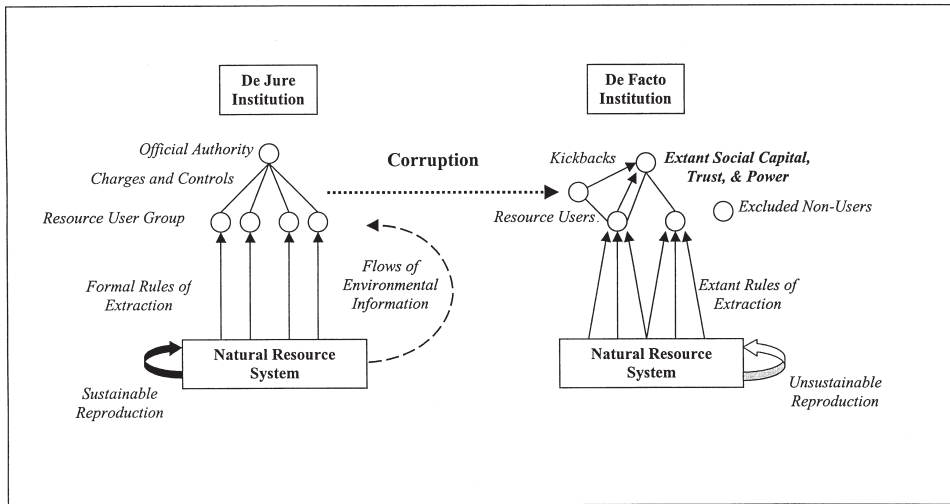 De Jure
Institution
De Facto
Institution
Official Authority
Charges and Controls
Resource User Group
Corruption
Kickbacks
Extant Social Capital,
Trust, & Power
Resource Users.
Excluded Non-Users
Formal Rules of
Extraction
Flows of
Environmental
Information
Extant Rules of
Extraction
Natural Resource
System
Natural Resource
System
Sustainable
Reproduction
Unsustainable
Reproduction